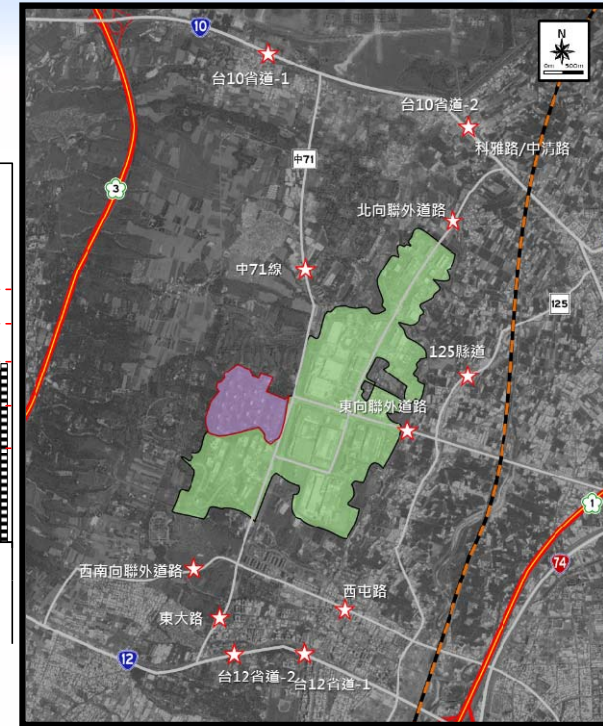 10
N
0m 500m
台10省道-1
台10省道-2
科雅路/中清路
中71
3
北向聯外道路
中71線
125
125縣道
東向聯外道路
1
74
西南向聯外道路
西屯路
東大路
12
台12省道-2
台12省道-1